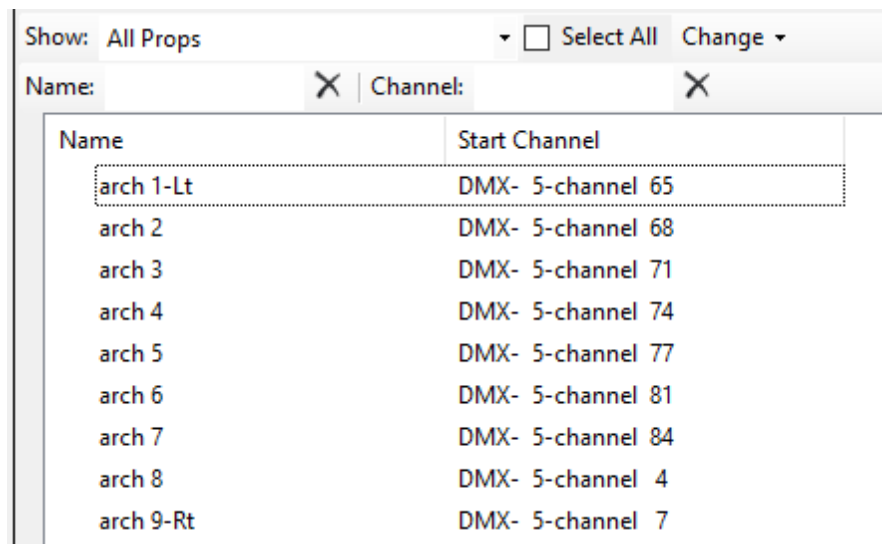 Show: All Props Select All Change
Name: Channel:
Name Start Channel
arch 1-Lt DMX- 5-channel 65
arch 2 DMX- 5-channel 68
arch 3 DMX- 5-channel 71
arch 4 DMX- 5-channel 74
arch 5 DMX- 5-channel 77
arch 6 DMX- 5-channel 81
arch 7 DMX- 5-channel 84
arch 8 DMX- 5-channel 4
arch 9-Rt DMX- 5-channel 7